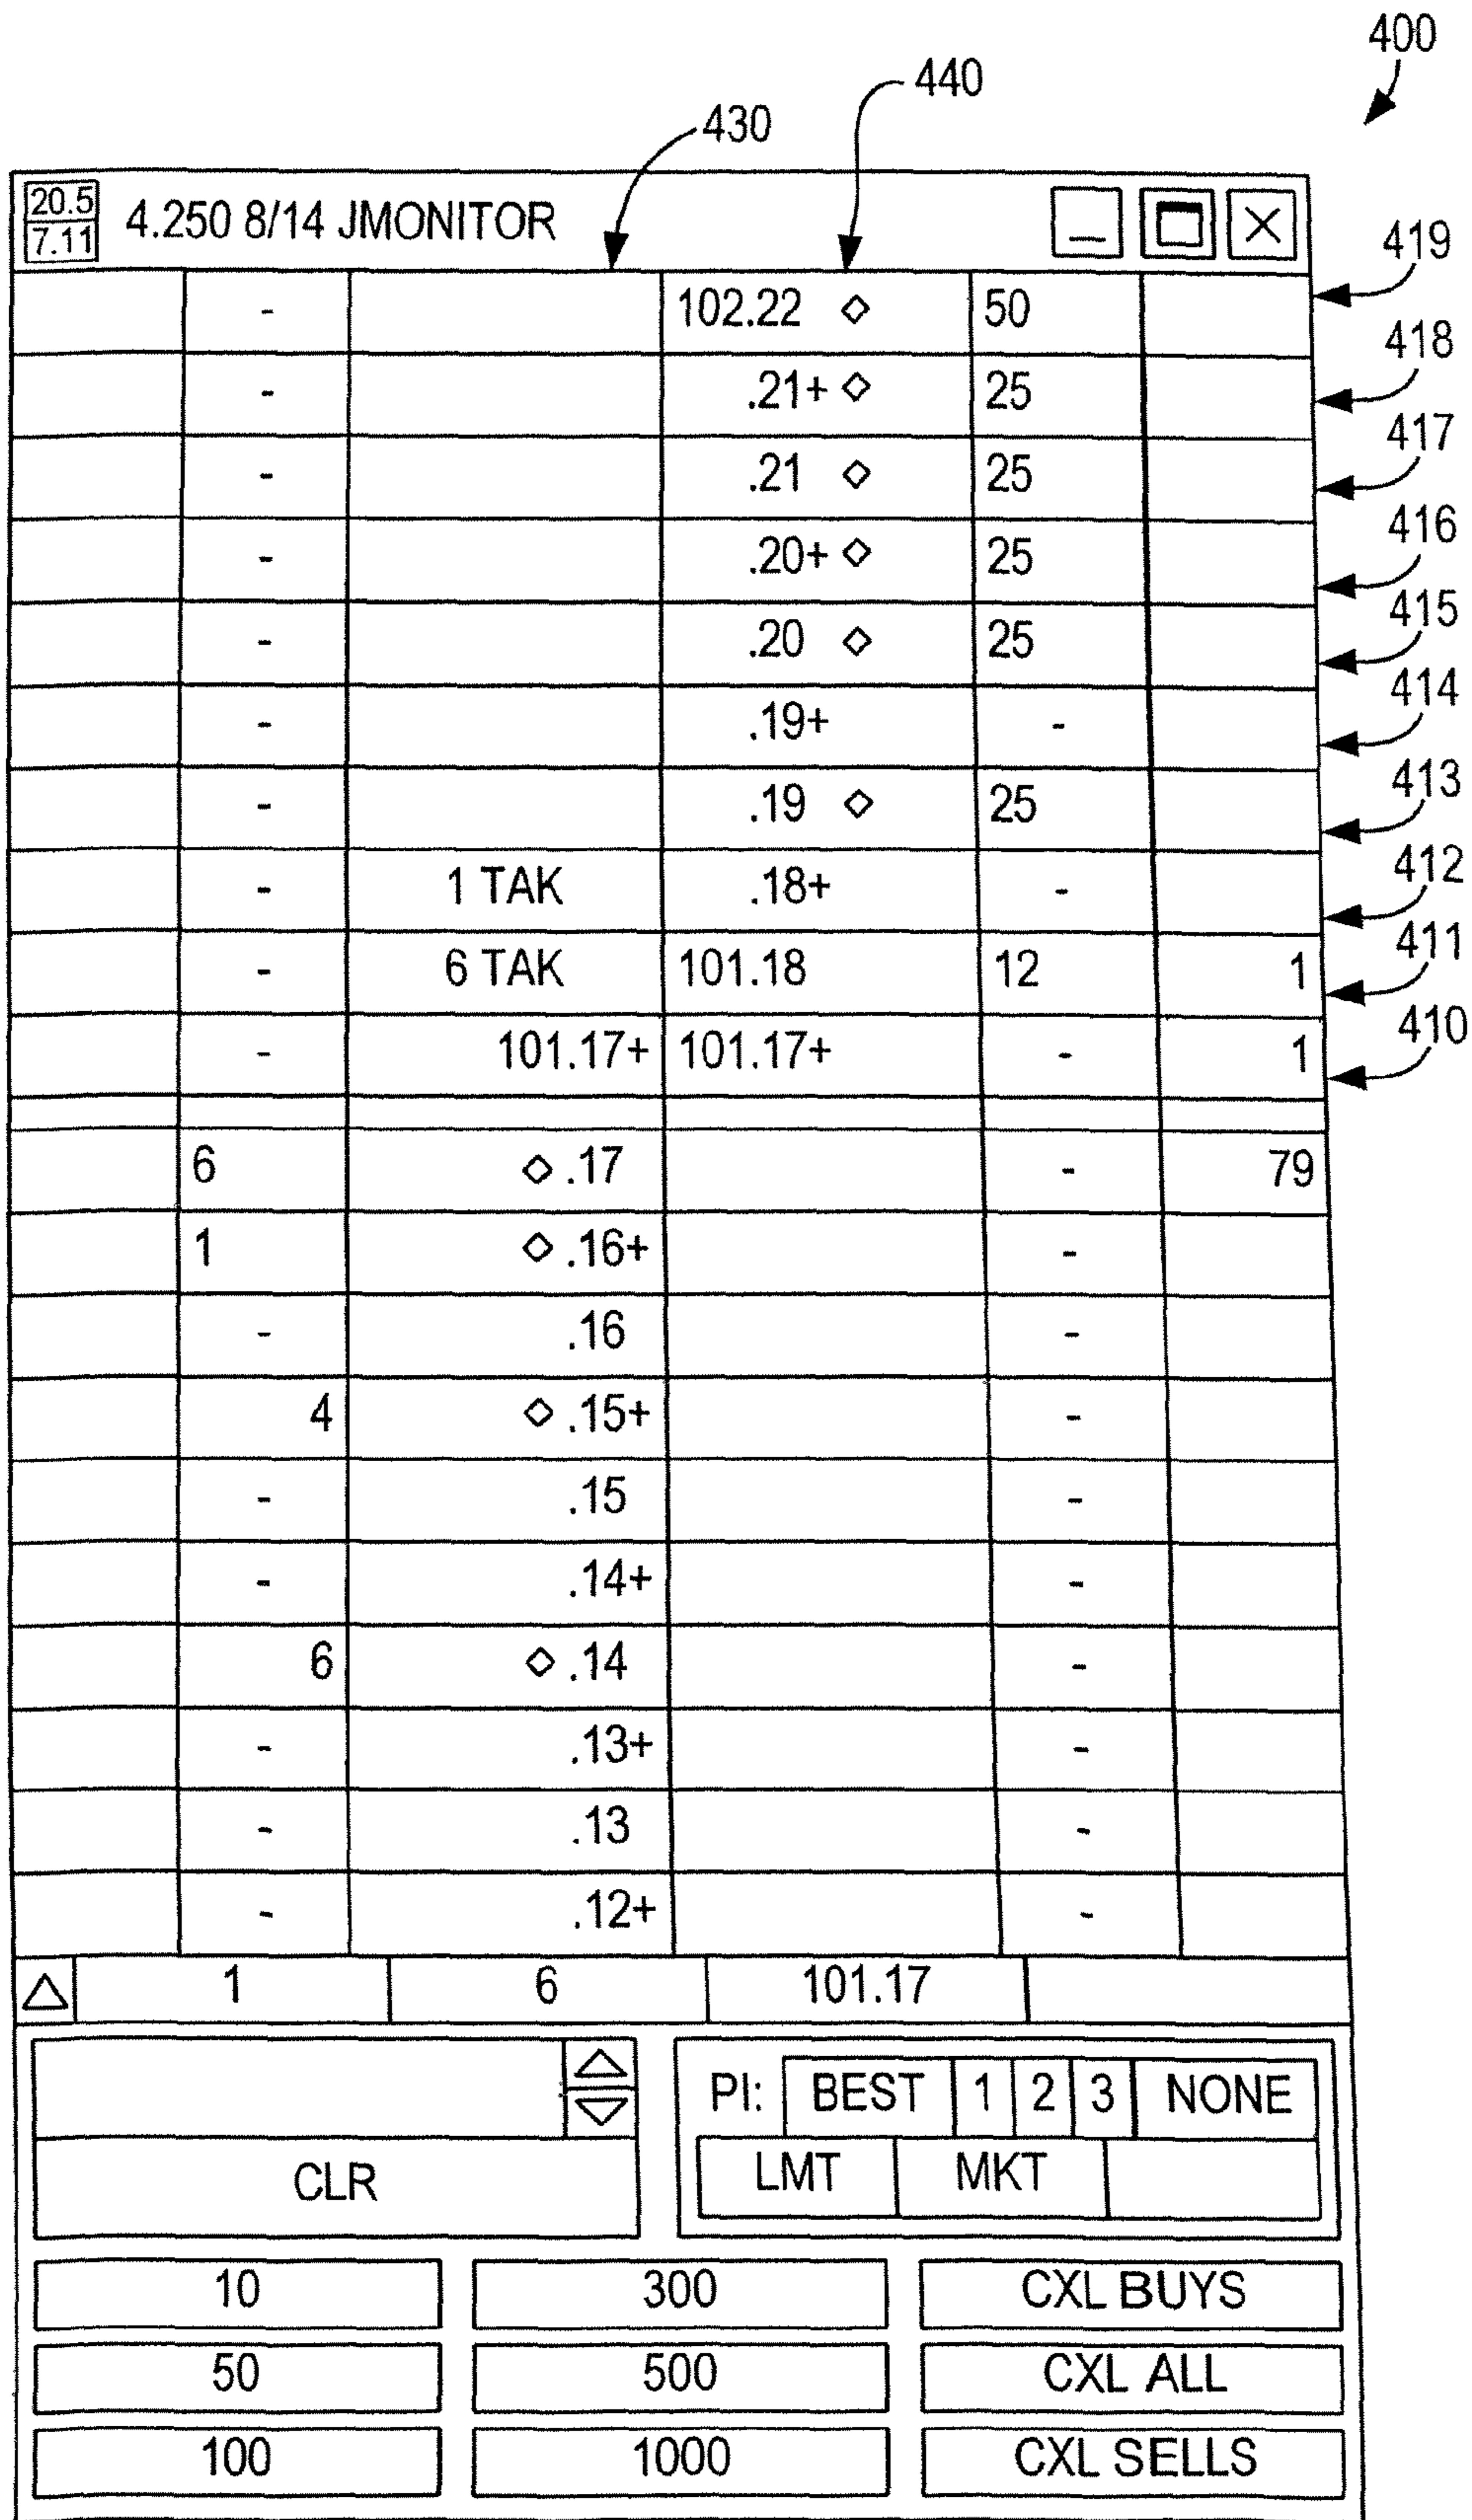 400
440
430
20.5
7.11
4.250 8/14 JMONITOR
419
- 102.22 ◇ 50
418
- .21+ ◇ 25
417
- .21 ◇ 25
416
- .20+ ◇ 25
415
- .20 ◇ 25
414
- .19+ -
413
- .19 ◇ 25
412
- 1 TAK .18+ -
411
- 6 TAK 101.18 12 1
410
- 101.17+ 101.17+ - 1
6 ◇ .17 - 79
1 ◇ .16+ -
- .16 -
4 ◇ .15+ -
- .15 -
- .14+ -
6 ◇ .14 -
- .13+ -
- .13 -
- .12+ -
1 6 101.17
PI: BEST 1 2 3 NONE
CLR LMT MKT
10 300 CXL BUYS
50 500 CXL ALL
100 1000 CXL SELLS